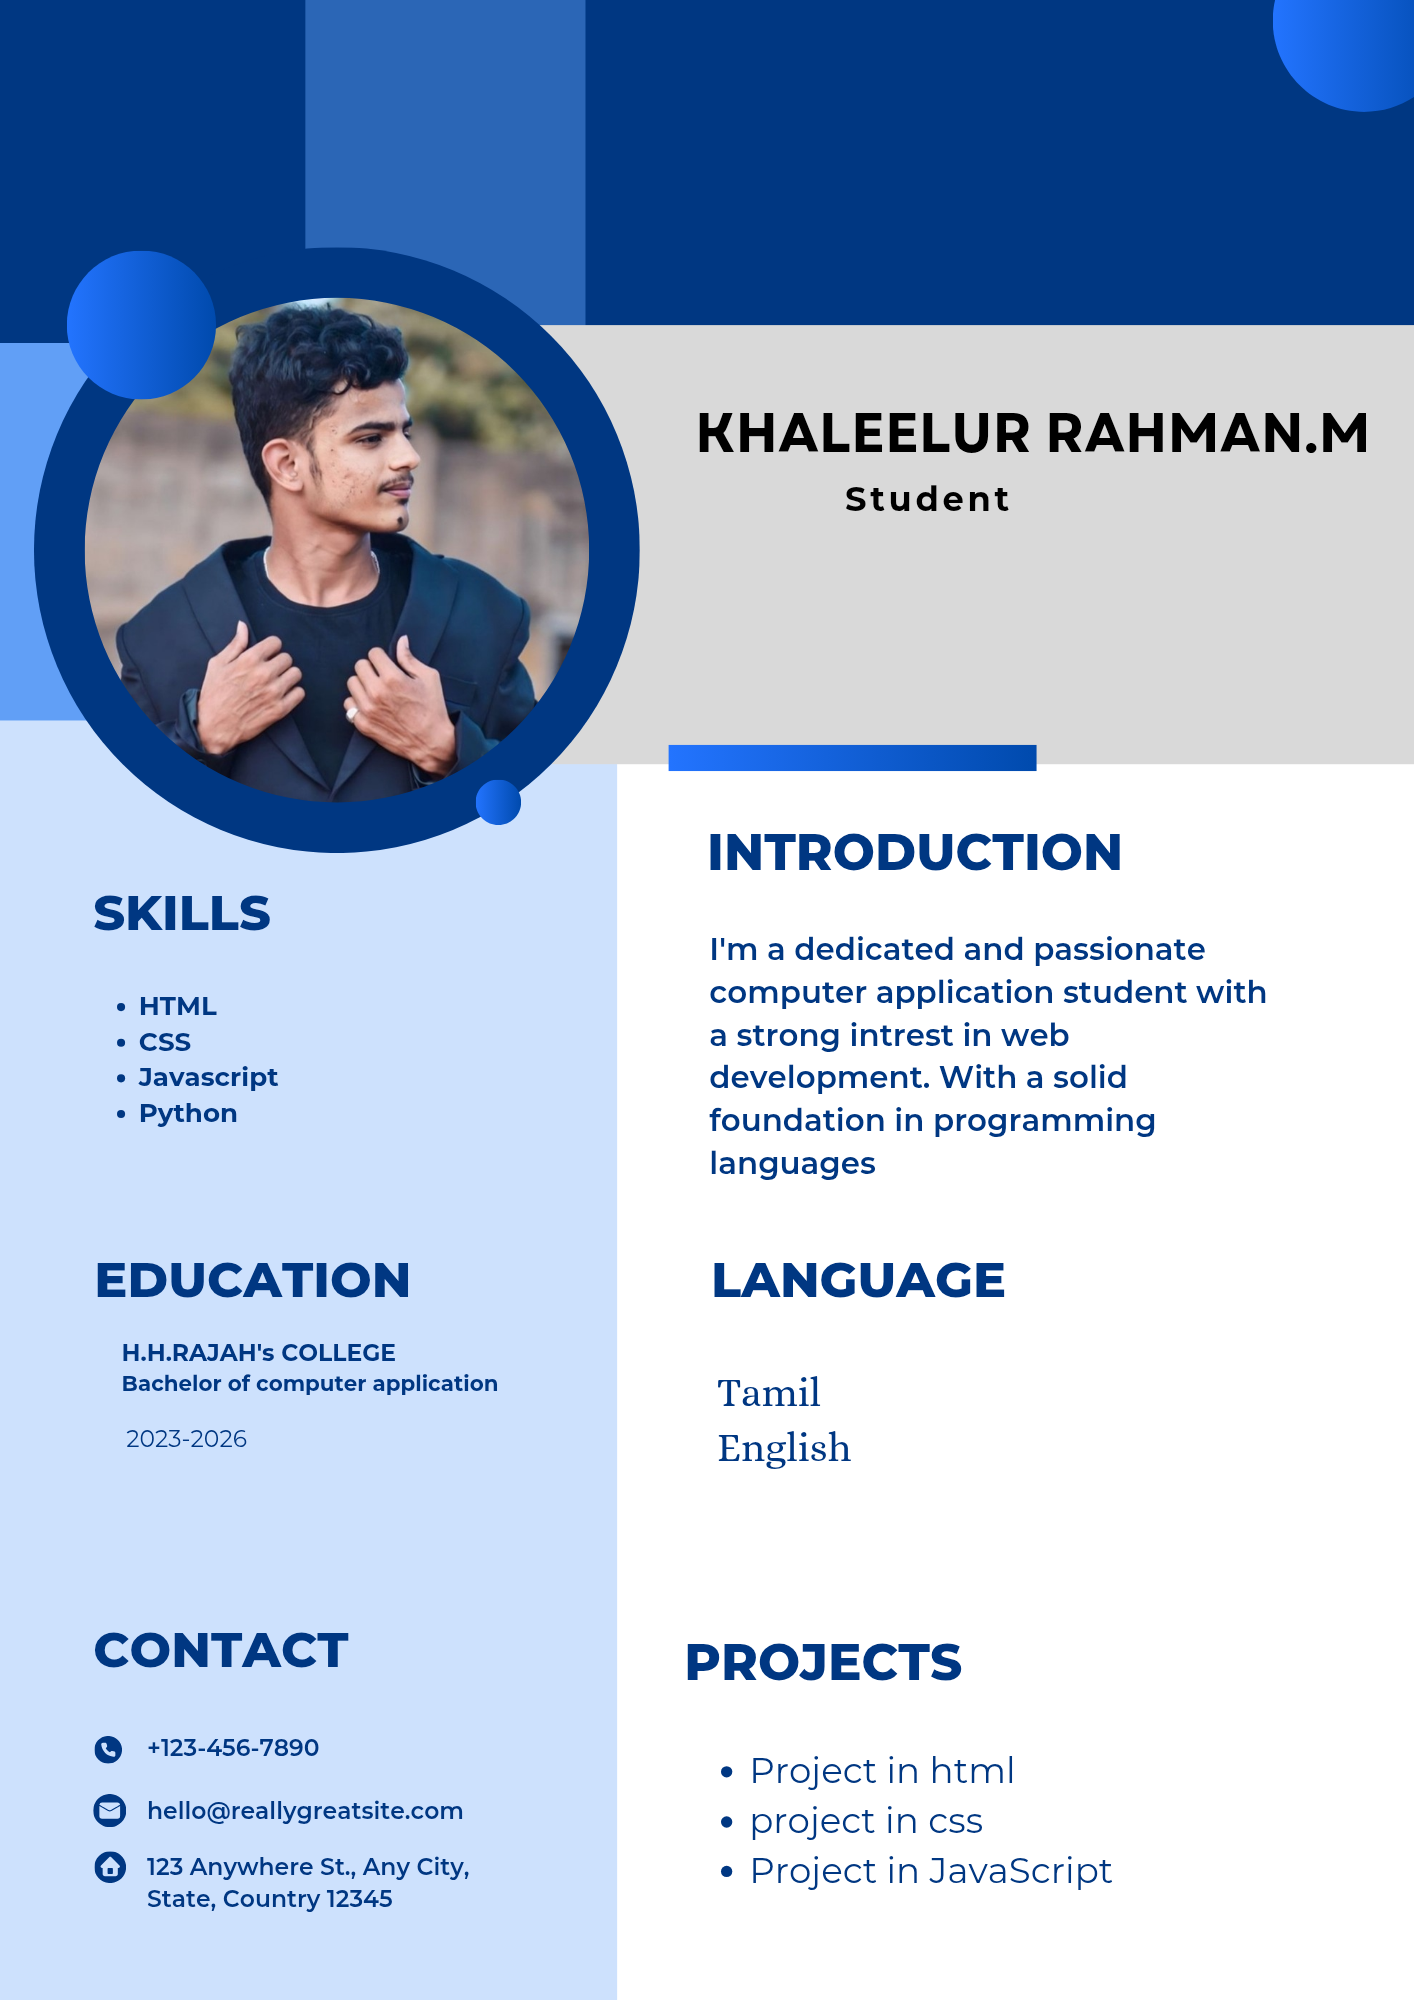 KHALEELUR RAHMAN.M
Student
SKILLS
HTML
CSS
Javascript
Python
EDUCATION
H.H.RAJAH's COLLEGE
Bachelor of computer application
2023-2026
CONTACT
+123-456-7890
hello@reallygreatsite.com
123 Anywhere St., Any City,
State, Country 12345
INTRODUCTION
I'm a dedicated and passionate
computer application student with
a strong intrest in web
development. With a solid
foundation in programming
languages
LANGUAGE
Tamil
English
PROJECTS
Project in html
project in css
Project in JavaScript